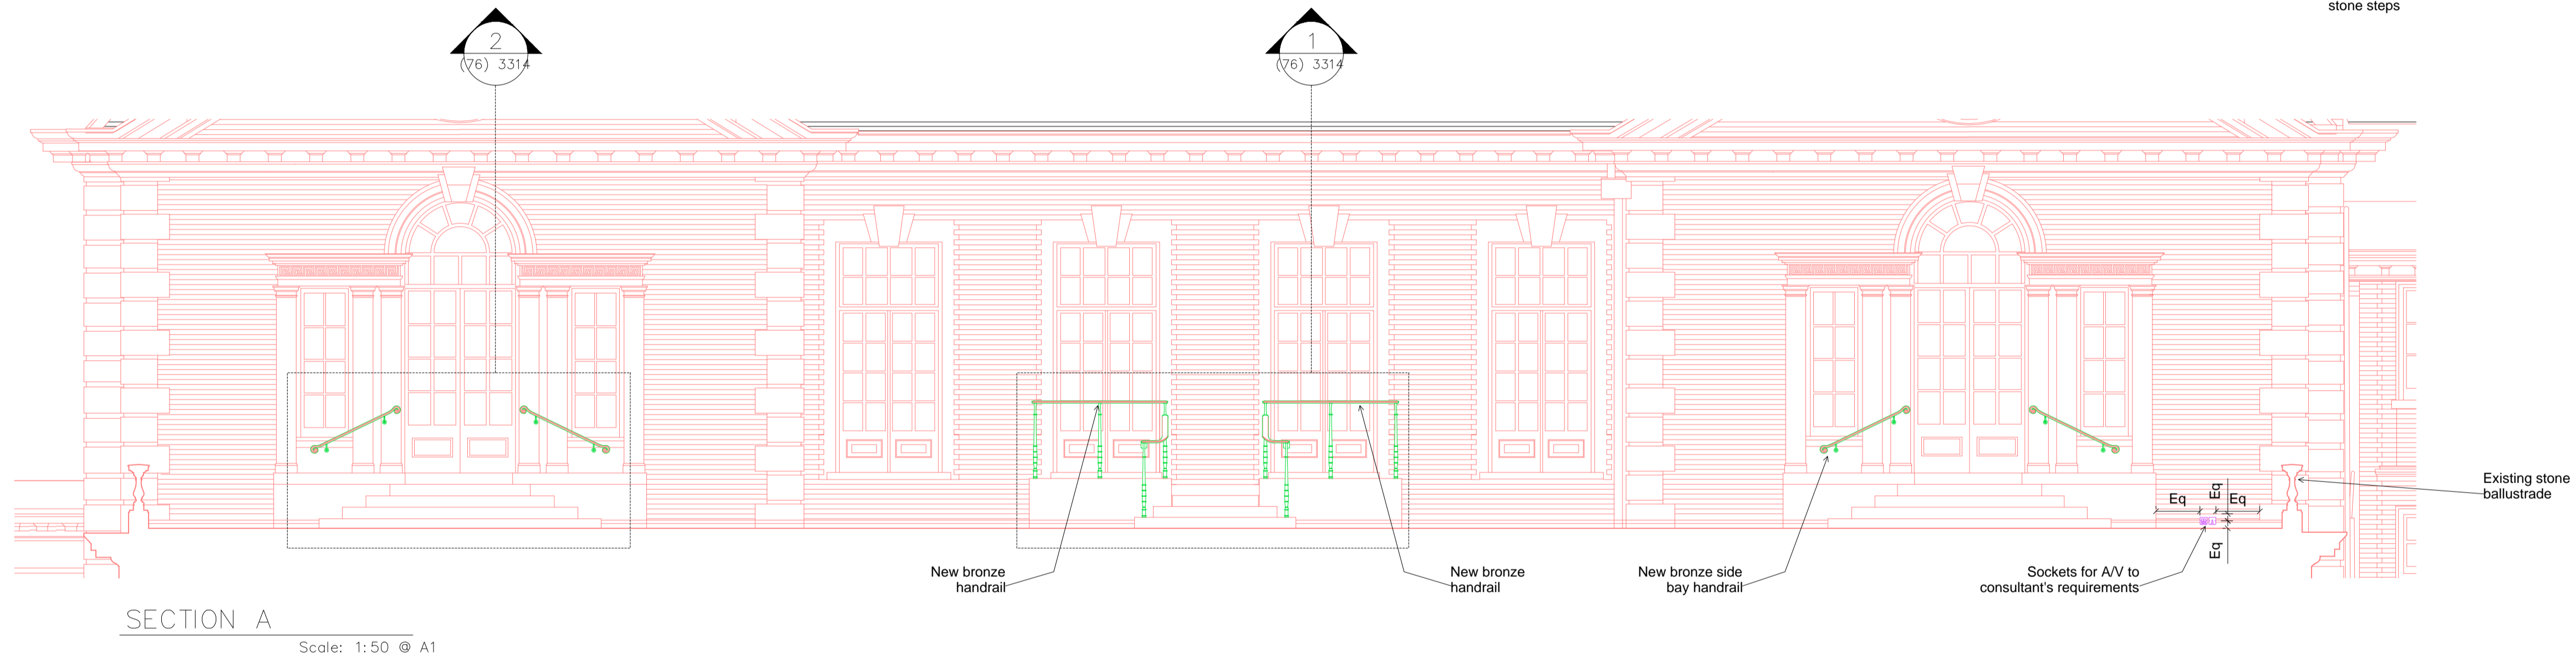 stone steps
2
(76) 3314
1
(76) 3314
Eq
Eq
Eq
Eq
Existing stone
ballustrade
New bronze
handrail
New bronze
handrail
New bronze side
bay handrail
Sockets for A/V to
consultant's requirements
SECTION A
Scale: 1:50 @ A1